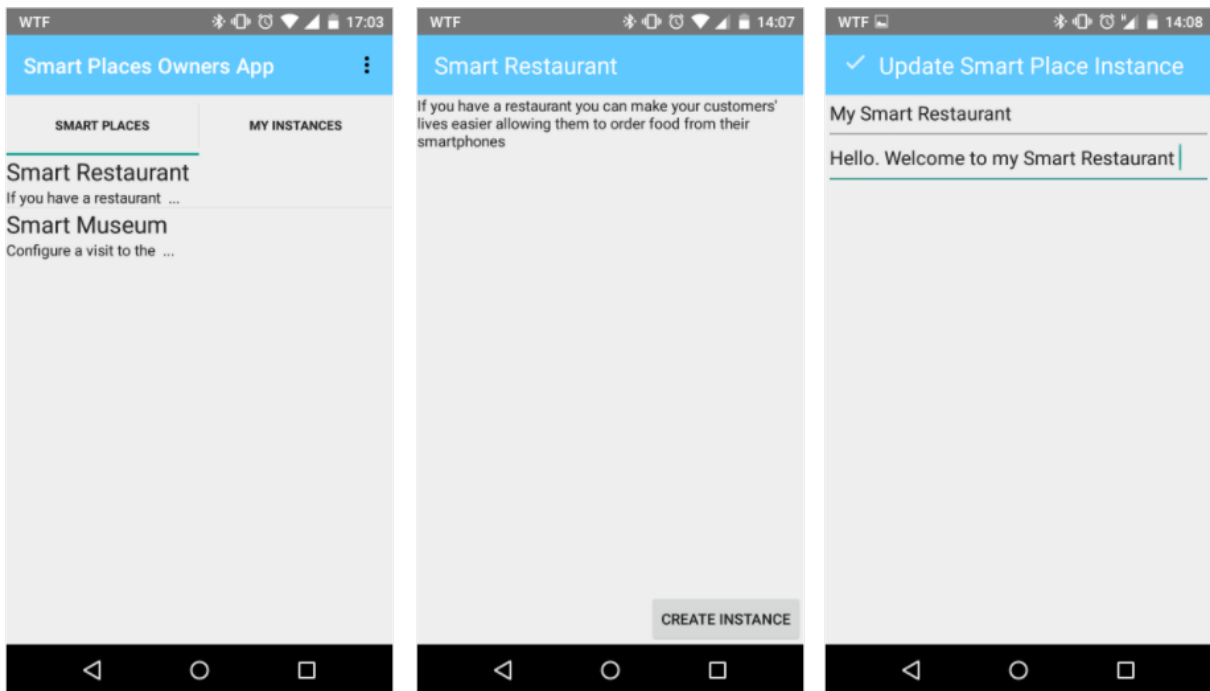 WTF 17:03
Smart Places Owners App
SMART PLACES MY INSTANCES
Smart Restaurant
If you have a restaurant ...
Smart Museum
Configure a visit to the ...
WTF 14:07
Smart Restaurant
If you have a restaurant you can make your customers'
lives easier allowing them to order food from their
smartphones
CREATE INSTANCE
WTF 14:08
Update Smart Place Instance
My Smart Restaurant
Hello. Welcome to my Smart Restaurant